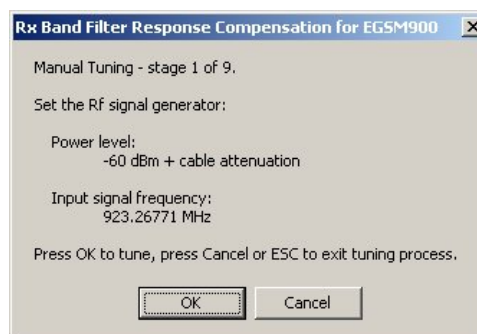 Rx Band Filter Response Compensation for EGSM900
Manual Tuning - stage 1 of 9.
Set the Rf signal generator:
Power level:
-60 dBm + cable attenuation
Input signal frequency:
923.26771 MHz
Press OK to tune, press Cancel or ESC to exit tuning process.
OK
Cancel